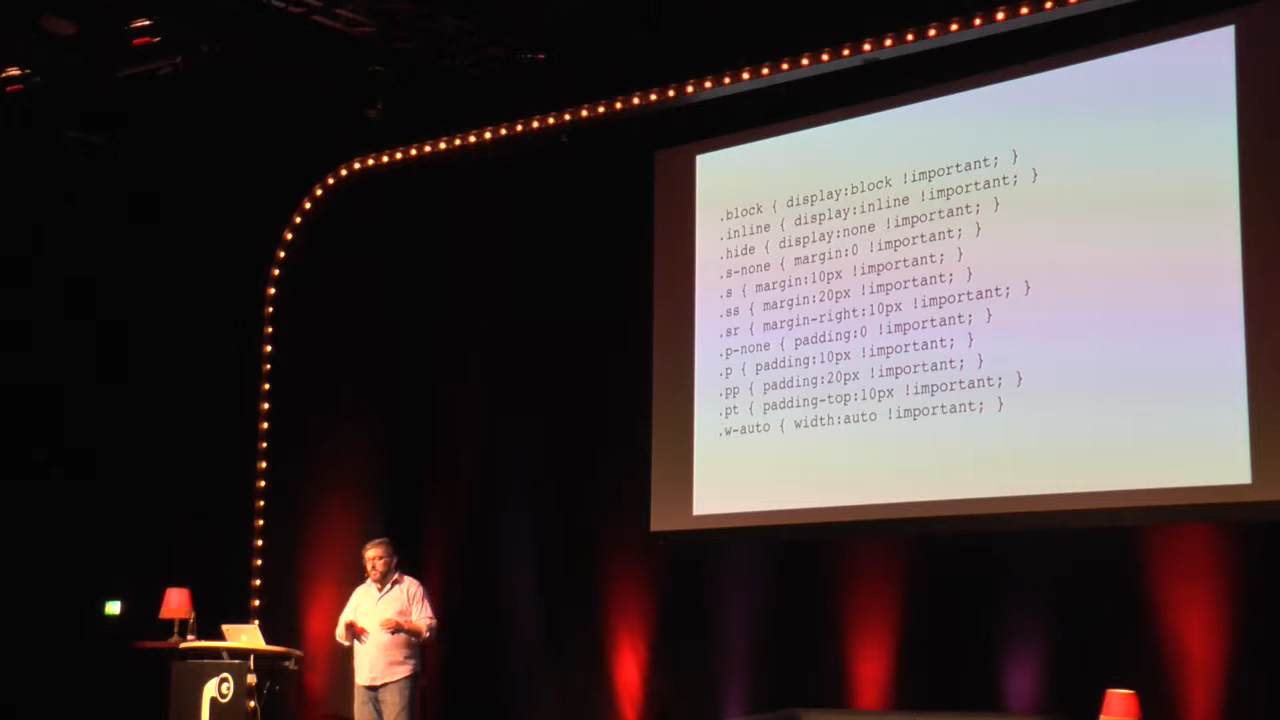 .block { display:block !important; }
.inline { display:inline !important; }
.hide { display:none !important; }
.s-none { margin:0 !important; }
.s { margin:10px !important; }
.ss { margin:20px !important; }
.sr { margin-right:10px !important; }
.p-none { padding:0 !important; }
.p { padding:10px !important; }
.pp { padding:20px !important; }
.pt { padding-top:10px !important; }
.w-auto { width:auto !important; }